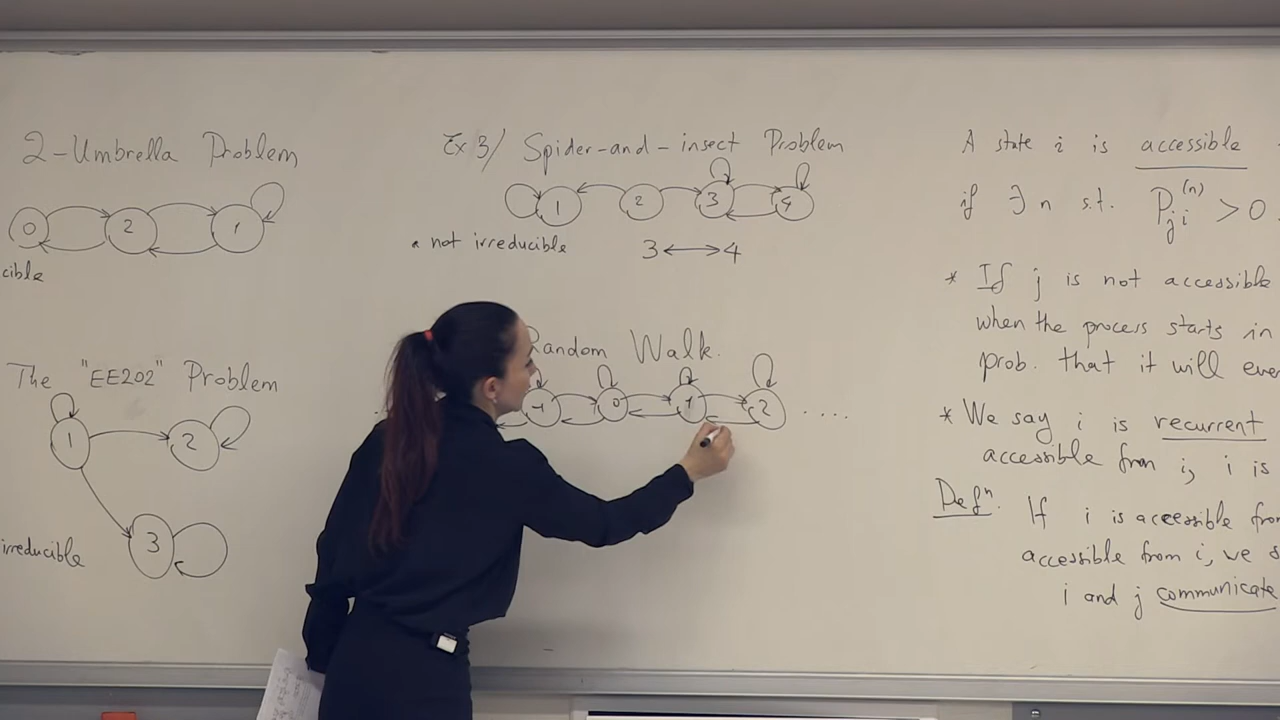 2-Umbrella Problem
0 2 1
cible
The "EE202" Problem
1 2
3
irreducible
Ex 3/ Spider-and-insect Problem
1 2 3 4
not irreducible 3 ↔ 4
Random Walk.
-1 0 1 2 ....
A state i is accessible
if ∃ n s.t. P_{ji}^{(n)} > 0.
* If j is not accessible
when the process starts in
prob. that it will ever
* We say i is recurrent
accessible from i, i is
Defⁿ. If i is accessible from
accessible from i, we s
i and j communicate